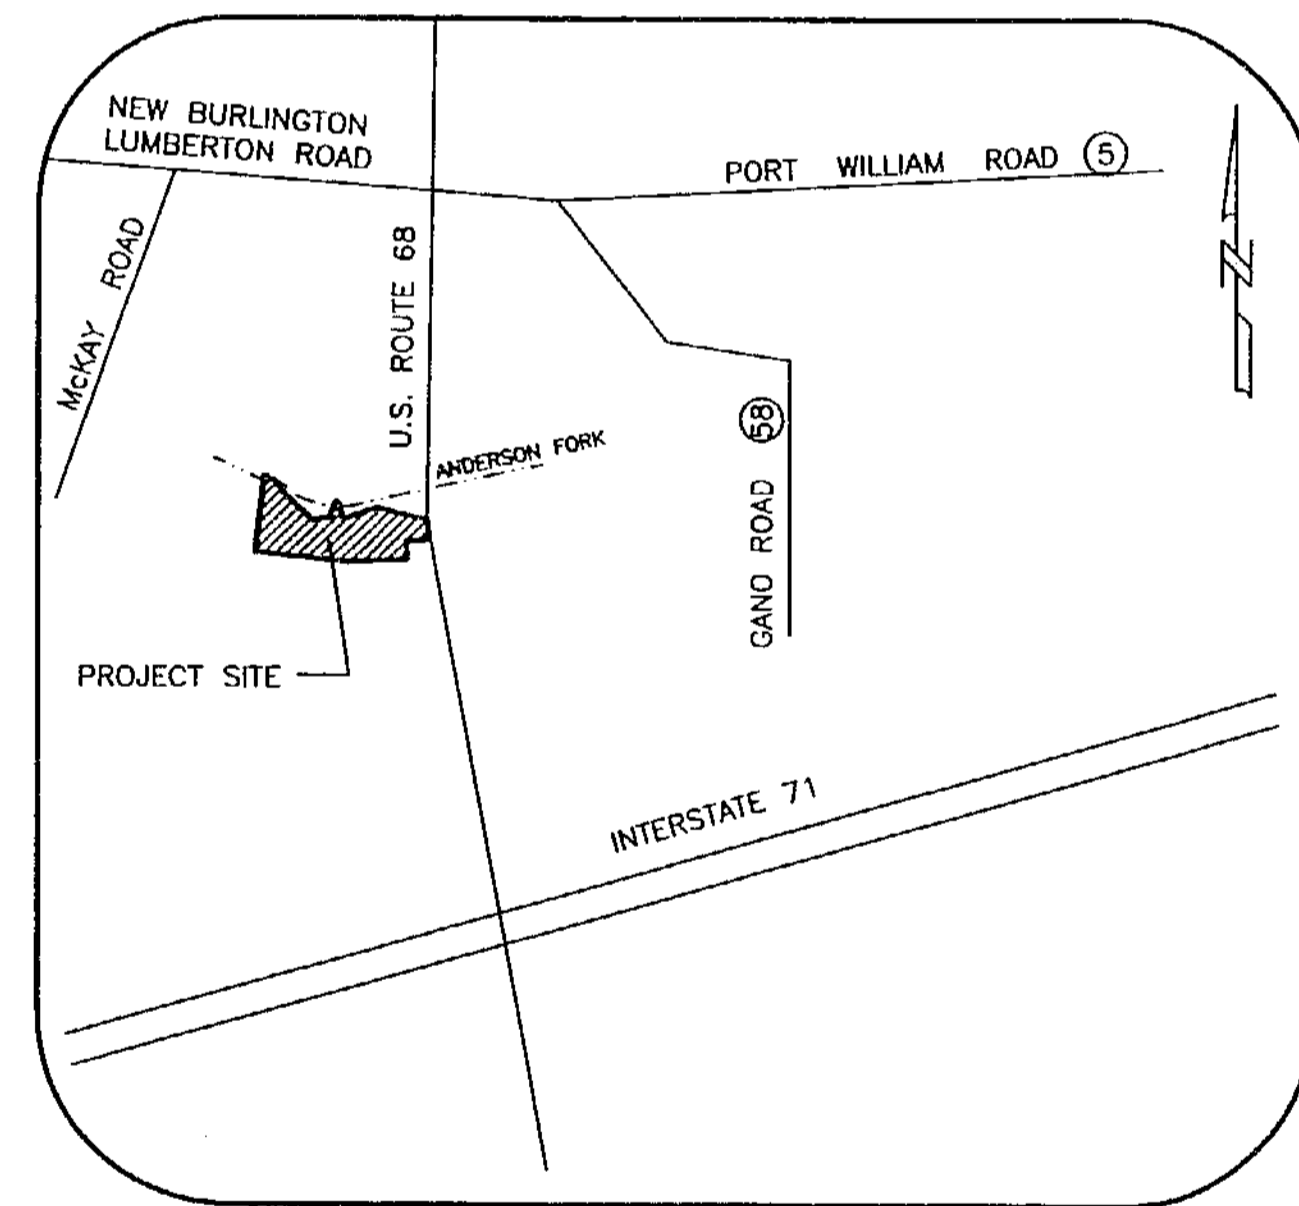 NEW BURLINGTON
LUMBERTON ROAD
PORT WILLIAM ROAD 5
McKAY ROAD
U.S. ROUTE 68
N
ANDERSON FORK
GANO ROAD 58
PROJECT SITE
INTERSTATE 71